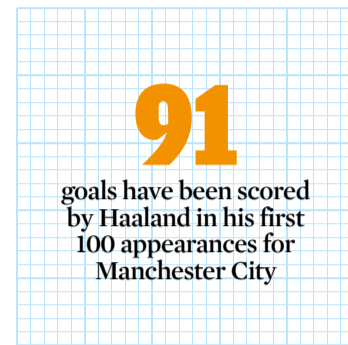 91
goals have been scored
by Haaland in his first
100 appearances for
Manchester City